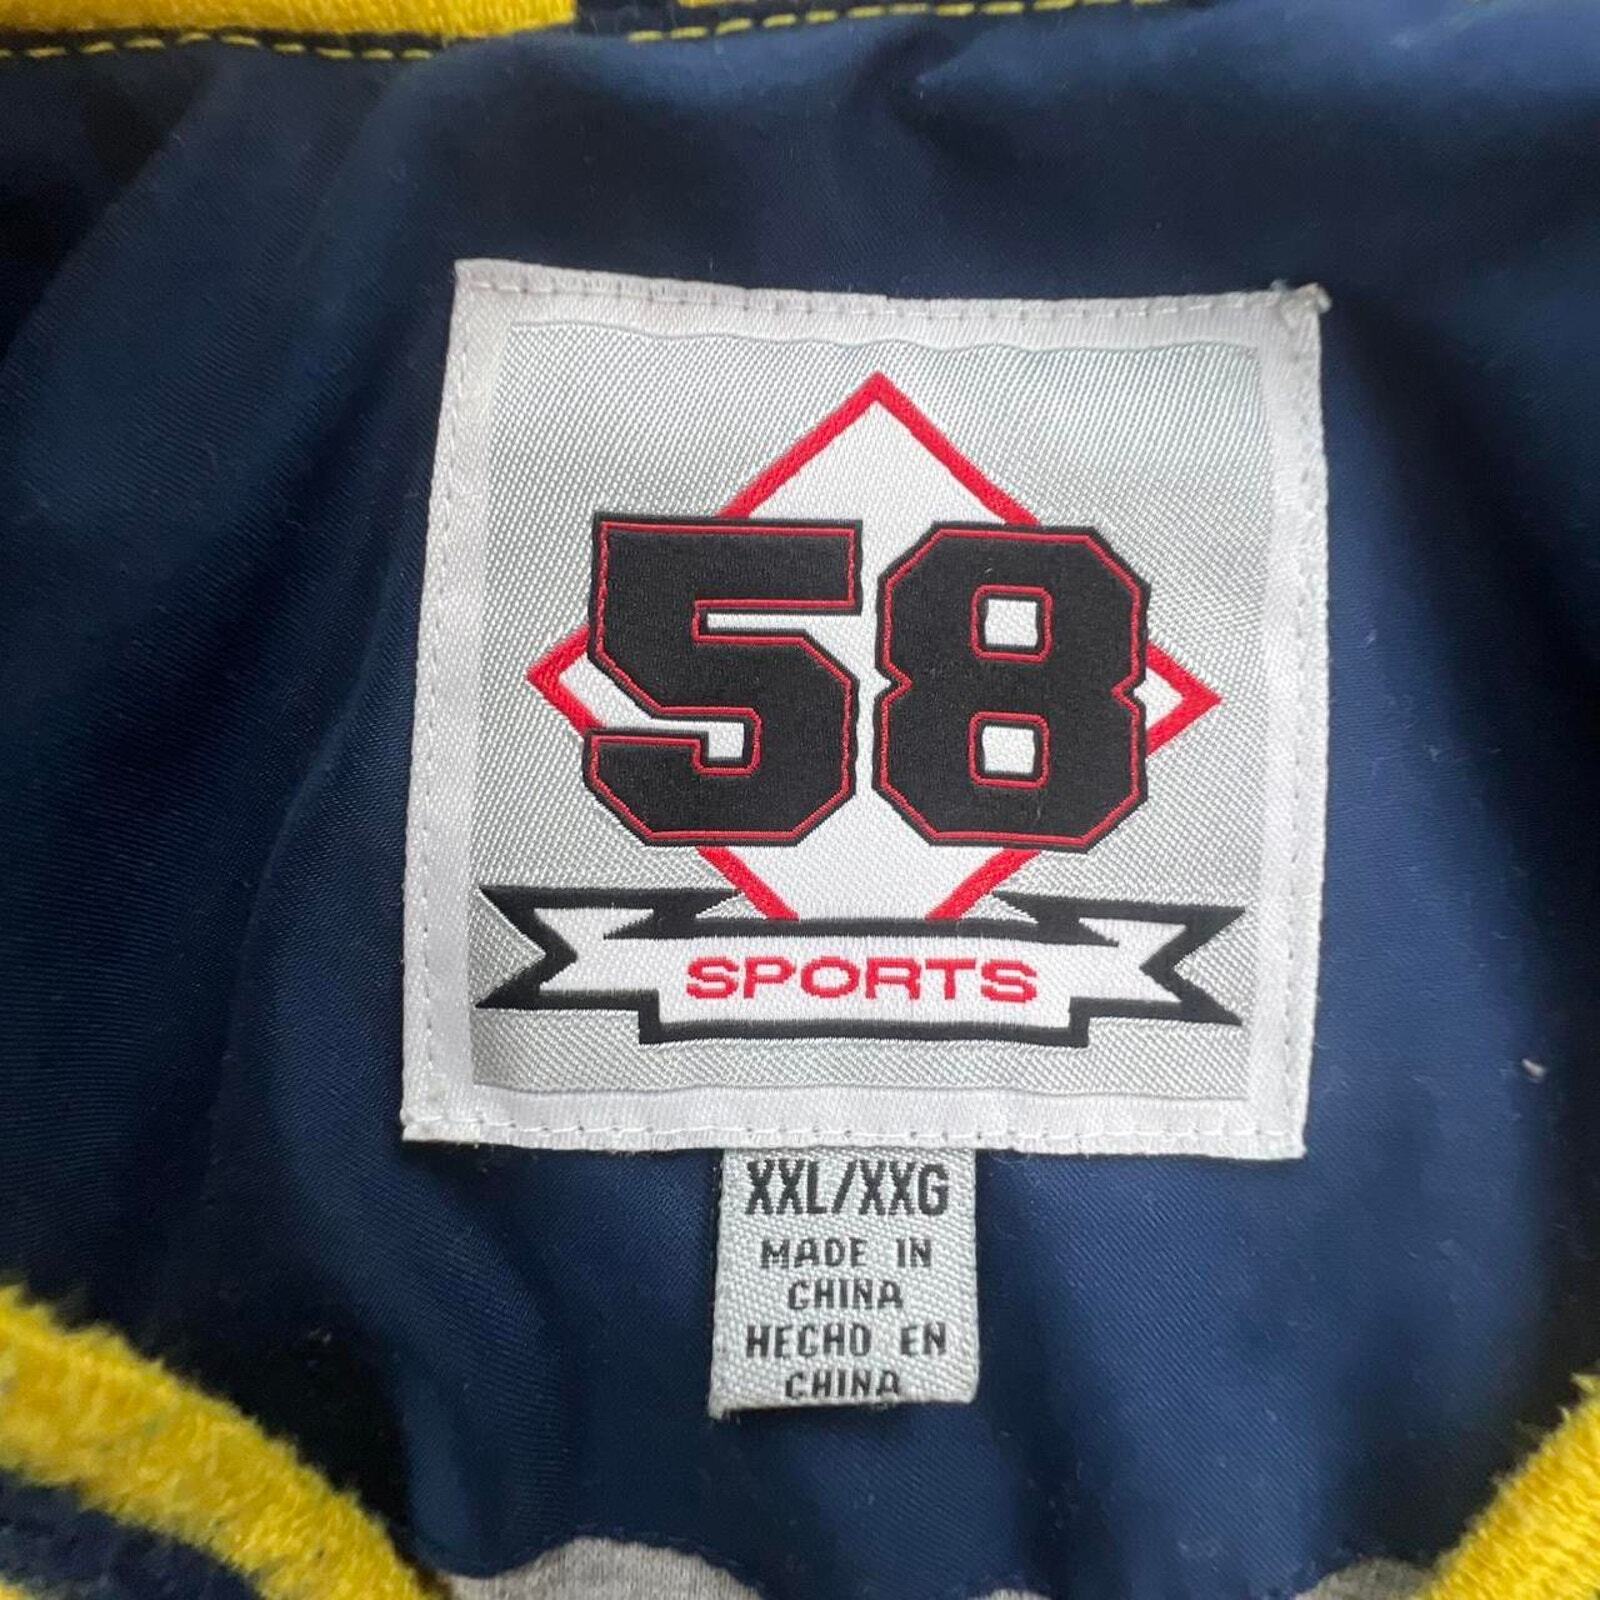 58
SPORTS
XXL/XXG
MADE IN
CHINA
HECHO EN
CHINA